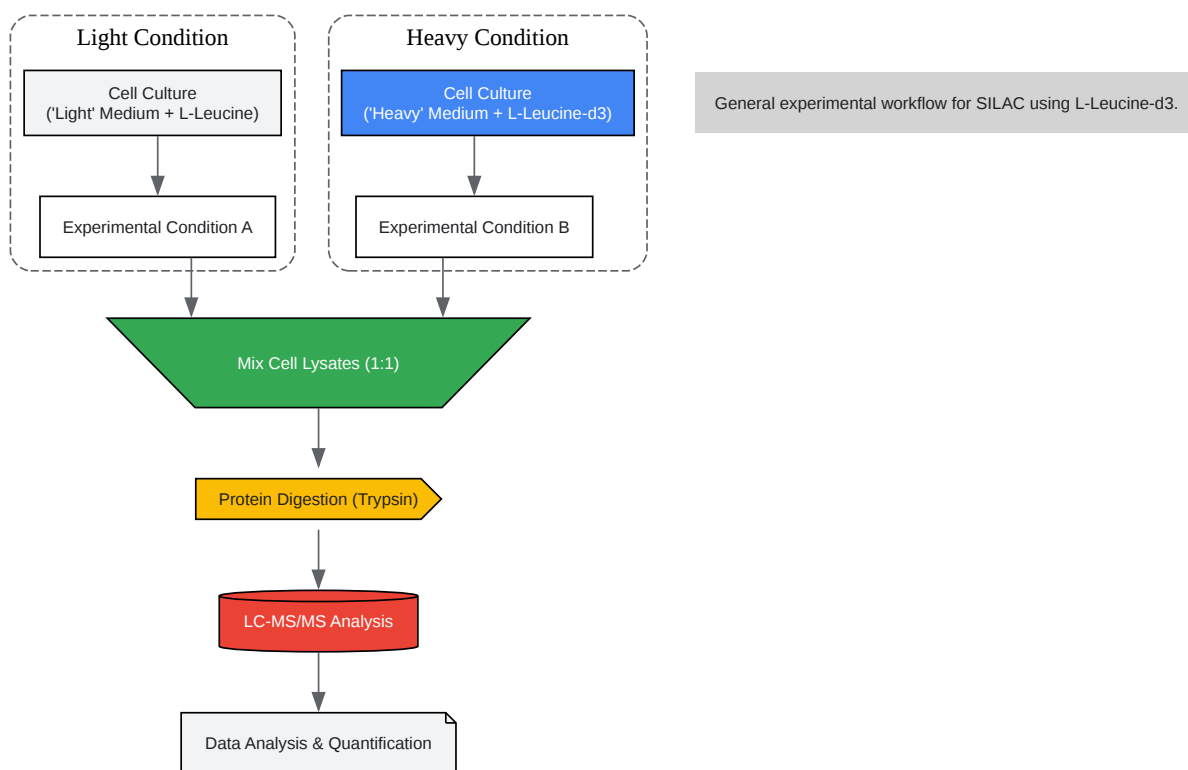 Light Condition
Heavy Condition
Cell Culture
('Light' Medium + L-Leucine)
Cell Culture
('Heavy' Medium + L-Leucine-d3)
General experimental workflow for SILAC using L-Leucine-d3.
Experimental Condition A
Experimental Condition B
Mix Cell Lysates (1:1)
Protein Digestion (Trypsin)
LC-MS/MS Analysis
Data Analysis & Quantification